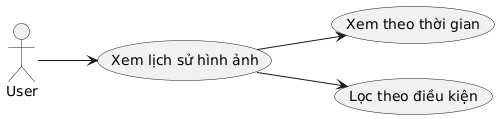 Xem theo thời gian
Xem lịch sử hình ảnh
User
Lọc theo điều kiện